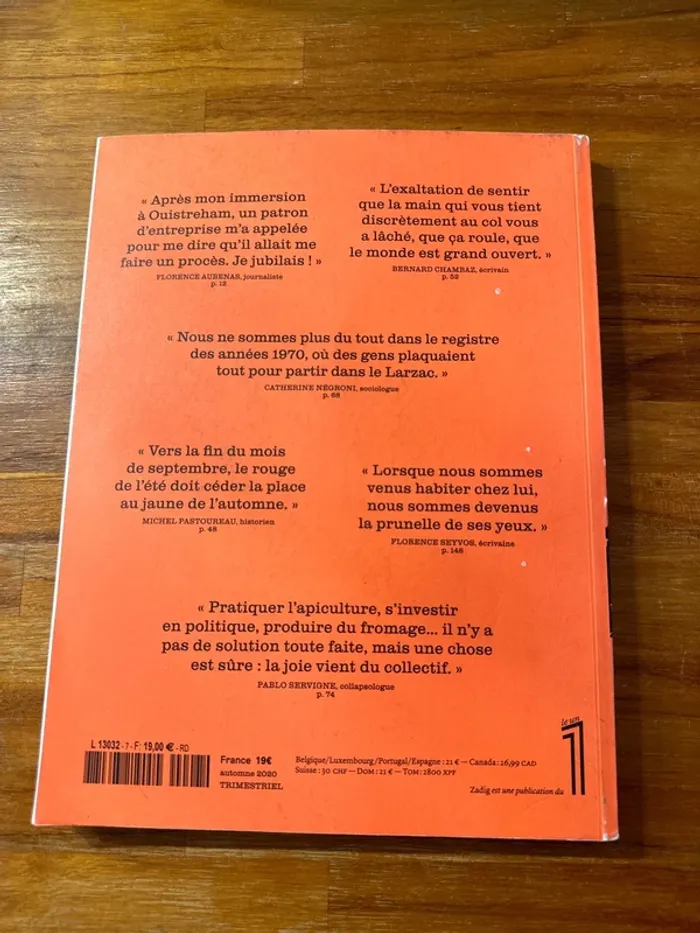 « Après mon immersion
à Ouistreham, un patron
d'entreprise m'a appelée
pour me dire qu'il allait me
faire un procès. Je jubilais ! »
FLORENCE AUBENAS, journaliste
p. 12
« L'exaltation de sentir
que la main qui vous tient
discrètement au col vous
a lâché, que ça roule, que
le monde est grand ouvert. »
BERNARD CHAMBAZ, écrivain
p. 52
« Nous ne sommes plus du tout dans le registre
des années 1970, où des gens plaquaient
tout pour partir dans le Larzac. »
CATHERINE NÉGRONI, sociologue
p. 68
« Vers la fin du mois
de septembre, le rouge
de l'été doit céder la place
au jaune de l'automne. »
MICHEL PASTOUREAU, historien
p. 48
« Lorsque nous sommes
venus habiter chez lui,
nous sommes devenus
la prunelle de ses yeux. »
FLORENCE SEYVOS, écrivaine
p. 148
« Pratiquer l'apiculture, s'investir
en politique, produire du fromage... il n'y a
pas de solution toute faite, mais une chose
est sûre : la joie vient du collectif. »
PABLO SERVIGNE, collapsologue
p. 74
L 13032 - 7 - F: 19,00 € - RD
France 19€
automne 2020
TRIMESTRIEL
Belgique/Luxembourg/Portugal/Espagne : 21 € — Canada : 26,99 CAD
Suisse : 30 CHF — DOM : 21 € — TOM : 2800 XPF
le un
1
Zadig est une publication du